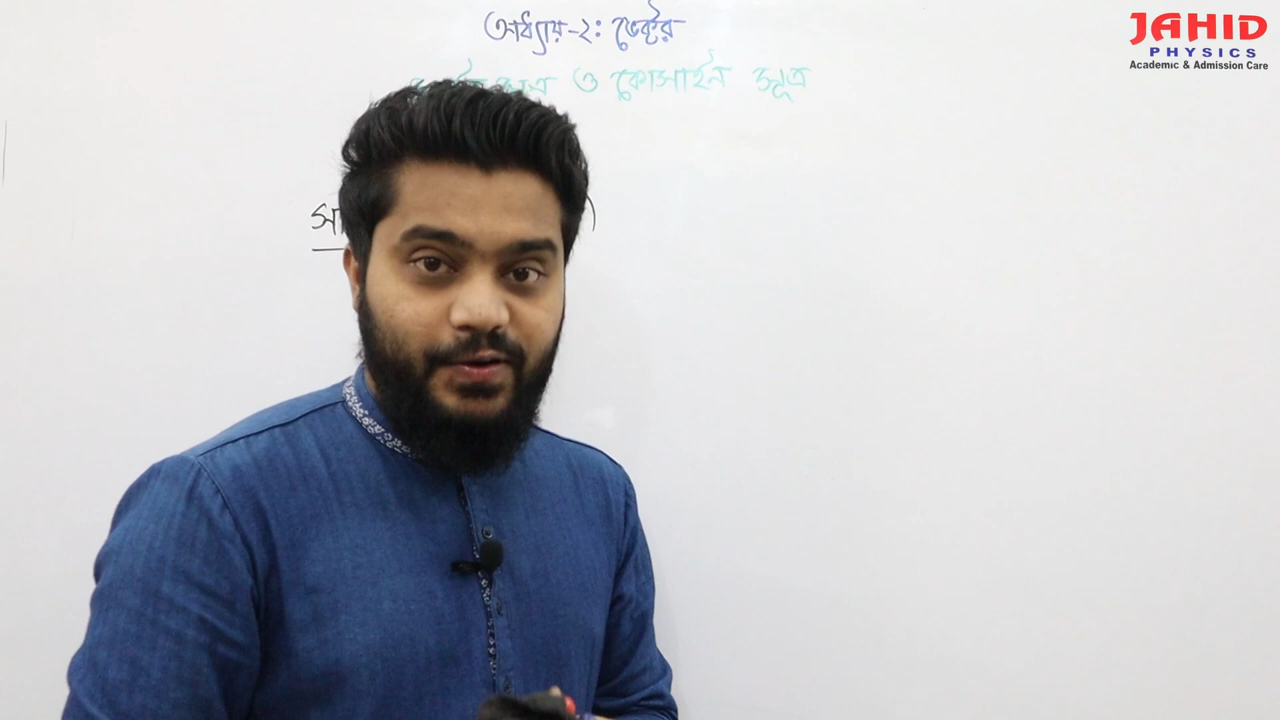 অধ্যায়-২: ভেক্টর
JAHID
PHYSICS
Academic & Admission Care
সূত্র ও কোসাইন সূত্র